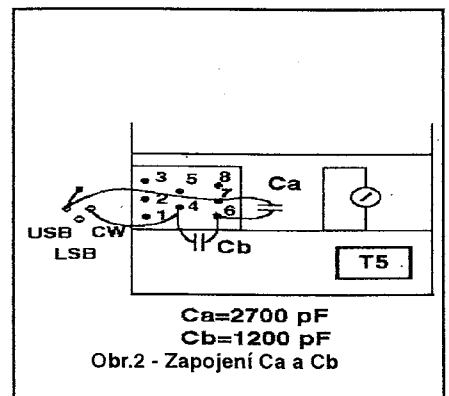 3 5 8
Ca
7
2
4
6
1
USB CW
LSB
Cb
T5
Ca=2700 pF
Cb=1200 pF
Obr.2 - Zapojení Ca a Cb